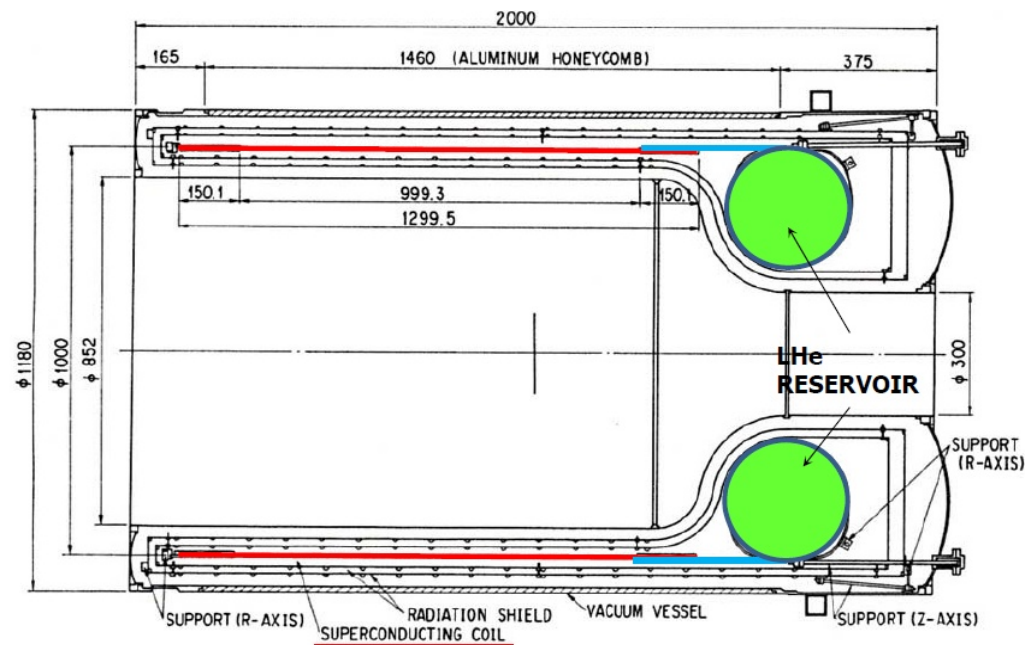 2000
165
1460 (ALUMINUM HONEYCOMB)
375
150.1
999.3
150.1
1299.5
φ1180
φ1000
φ852
φ300
LHe
RESERVOIR
SUPPORT
(R-AXIS)
SUPPORT (R-AXIS)
RADIATION SHIELD
VACUUM VESSEL
SUPPORT (Z-AXIS)
SUPERCONDUCTING COIL